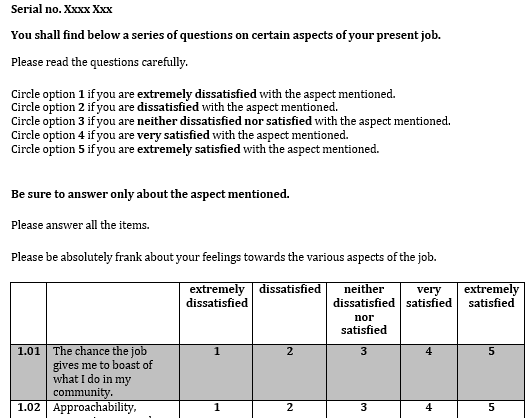 Serial no. Xxxx Xxx
You shall find below a series of questions on certain aspects of your present job.
Please read the questions carefully.
Circle option 1 if you are extremely dissatisfied with the aspect mentioned.
Circle option 2 if you are dissatisfied with the aspect mentioned.
Circle option 3 if you are neither dissatisfied nor satisfied with the aspect mentioned.
Circle option 4 if you are very satisfied with the aspect mentioned.
Circle option 5 if you are extremely satisfied with the aspect mentioned.
Be sure to answer only about the aspect mentioned.
Please answer all the items.
Please be absolutely frank about your feelings towards the various aspects of the job.
extremely dissatisfied neither very extremely
dissatisfied dissatisfied satisfied satisfied
nor
satisfied
1.01 The chance the job 1 2 3 4 5
gives me to boast of
what I do in my
community.
1.02 Approachability, 1 2 3 4 5